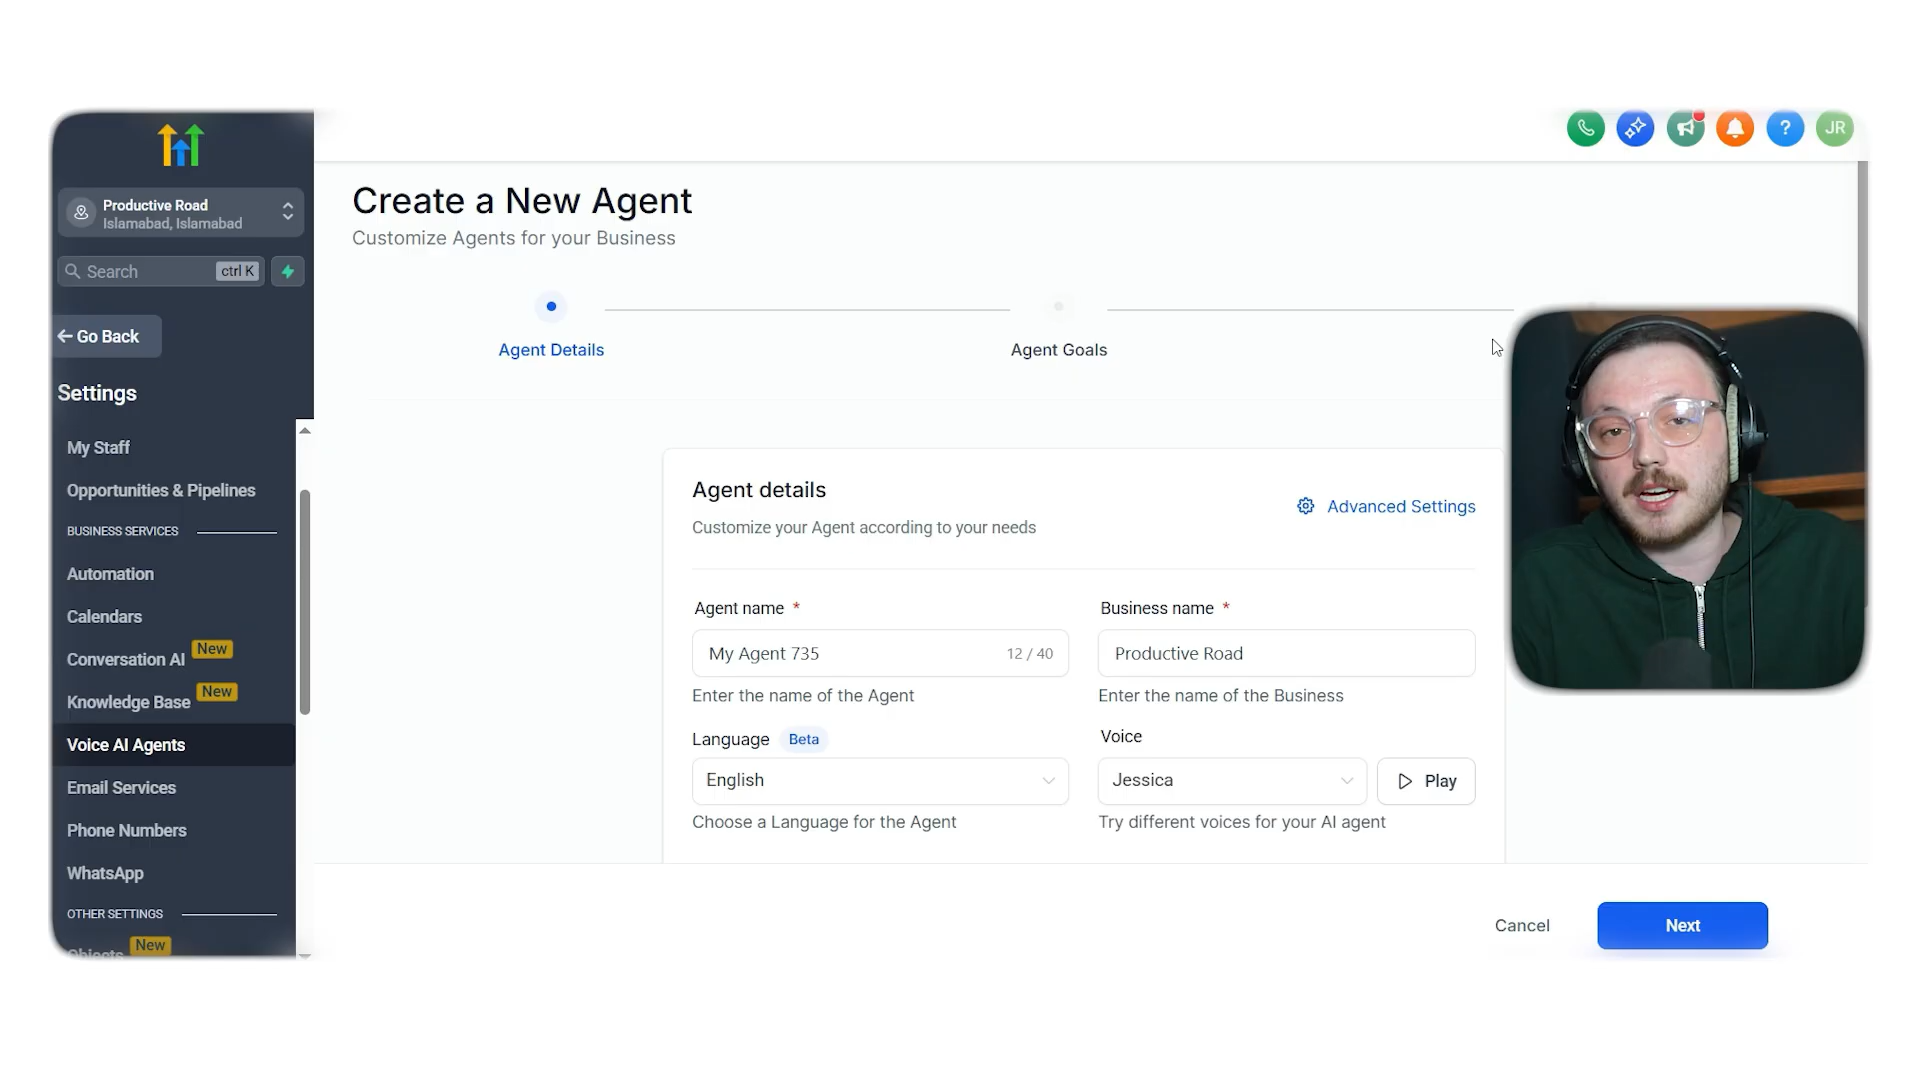 Productive Road
Islamabad, Islamabad
Search ctrl K
Go Back
Settings
My Staff
Opportunities & Pipelines
BUSINESS SERVICES
Automation
Calendars
Conversation AI New
Knowledge Base New
Voice AI Agents
Email Services
Phone Numbers
WhatsApp
OTHER SETTINGS
Objects New
? JR
Create a New Agent
Customize Agents for your Business
Agent Details
Agent Goals
Agent details
Customize your Agent according to your needs
Advanced Settings
Agent name * Business name *
My Agent 735 12 / 40 Productive Road
Enter the name of the Agent Enter the name of the Business
Language Beta Voice
English Jessica Play
Choose a Language for the Agent Try different voices for your AI agent
Cancel Next